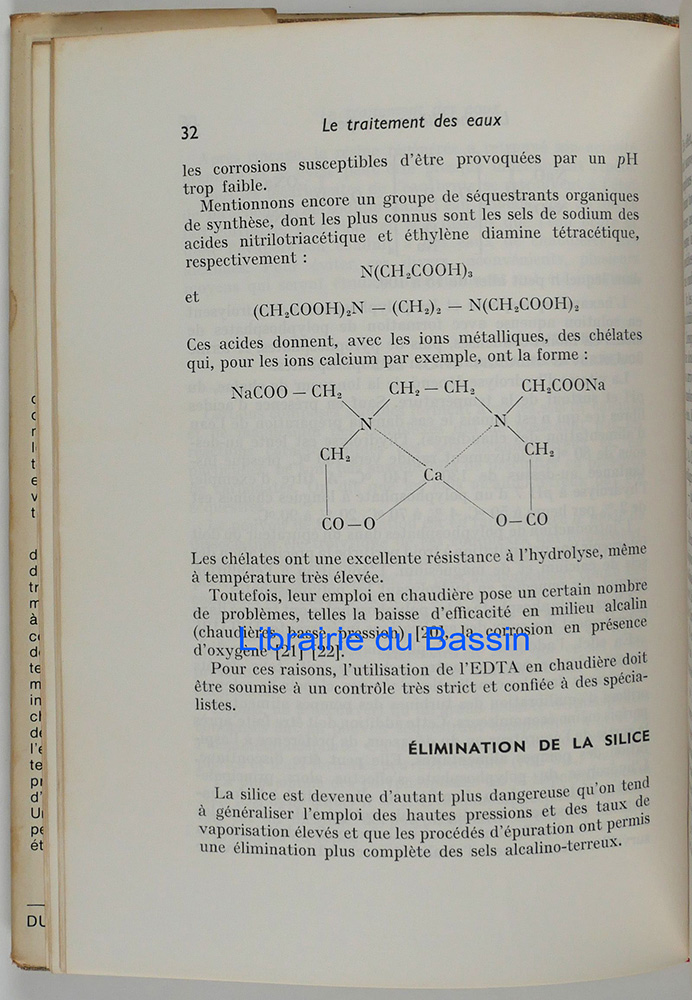 32
Le traitement des eaux
les corrosions susceptibles d'être provoquées par un pH
trop faible.
Mentionnons encore un groupe de séquestrants organiques
de synthèse, dont les plus connus sont les sels de sodium des
acides nitrilotriacétique et éthylène diamine tétracétique,
respectivement :
N(CH₂COOH)₃
et
(CH₂COOH)₂N — (CH₂)₂ — N(CH₂COOH)₂
Ces acides donnent, avec les ions métalliques, des chélates
qui, pour les ions calcium par exemple, ont la forme :
NaCOO — CH₂ CH₂ — CH₂ CH₂COONa
N N
CH₂ CH₂
Ca
CO—O O—CO
Les chélates ont une excellente résistance à l'hydrolyse, même
à température très élevée.
Toutefois, leur emploi en chaudière pose un certain nombre
de problèmes, telles la baisse d'efficacité en milieu alcalin
(chaudières basse pression) [20], la corrosion en présence
d'oxygène [21] [22].
Librairie du Bassin
Pour ces raisons, l'utilisation de l'EDTA en chaudière doit
être soumise à un contrôle très strict et confiée à des spécia-
listes.
ÉLIMINATION DE LA SILICE
La silice est devenue d'autant plus dangereuse qu'on tend
à généraliser l'emploi des hautes pressions et des taux de
vaporisation élevés et que les procédés d'épuration ont permis
une élimination plus complète des sels alcalino-terreux.
DU